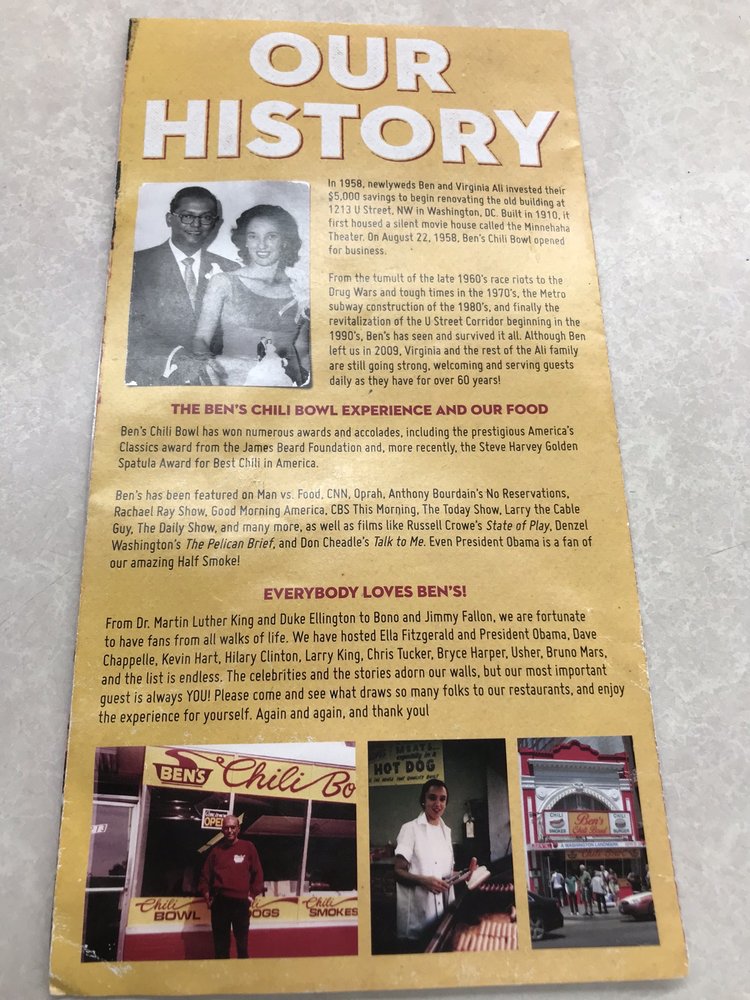 OUR
HISTORY
In 1958, newlyweds Ben and Virginia Ali invested their
$5,000 savings to begin renovating the old building at
1213 U Street, NW in Washington, DC. Built in 1910, it
first housed a silent movie house called the Minnehaha
Theater. On August 22, 1958, Ben's Chili Bowl opened
for business.
From the tumult of the late 1960's race riots to the
Drug Wars and tough times in the 1970's, the Metro
subway construction of the 1980's, and finally the
revitalization of the U Street Corridor beginning in the
1990's, Ben's has seen and survived it all. Although Ben
left us in 2009, Virginia and the rest of the Ali family
are still going strong, welcoming and serving guests
daily as they have for over 60 years!
THE BEN'S CHILI BOWL EXPERIENCE AND OUR FOOD
Ben's Chili Bowl has won numerous awards and accolades, including the prestigious America's
Classics award from the James Beard Foundation and, more recently, the Steve Harvey Golden
Spatula Award for Best Chili in America.
Ben's has been featured on Man vs. Food, CNN, Oprah, Anthony Bourdain's No Reservations,
Rachael Ray Show, Good Morning America, CBS This Morning, The Today Show, Larry the Cable
Guy, The Daily Show, and many more, as well as films like Russell Crowe's State of Play, Denzel
Washington's The Pelican Brief, and Don Cheadle's Talk to Me. Even President Obama is a fan of
our amazing Half Smoke!
EVERYBODY LOVES BEN'S!
From Dr. Martin Luther King and Duke Ellington to Bono and Jimmy Fallon, we are fortunate
to have fans from all walks of life. We have hosted Ella Fitzgerald and President Obama, Dave
Chappelle, Kevin Hart, Hilary Clinton, Larry King, Chris Tucker, Bryce Harper, Usher, Bruno Mars,
and the list is endless. The celebrities and the stories adorn our walls, but our most important
guest is always YOU! Please come and see what draws so many folks to our restaurants, and enjoy
the experience for yourself. Again and again, and thank you!
BEN'S Chili Bo
OPE
13
Chili BOWL
DOGS
Chili SMOKES
MEATS
HOT DOG
CHILI SMOKES
Ben's Chili Bowl
CHILI BURGER
A WASHINGTON LANDMARK